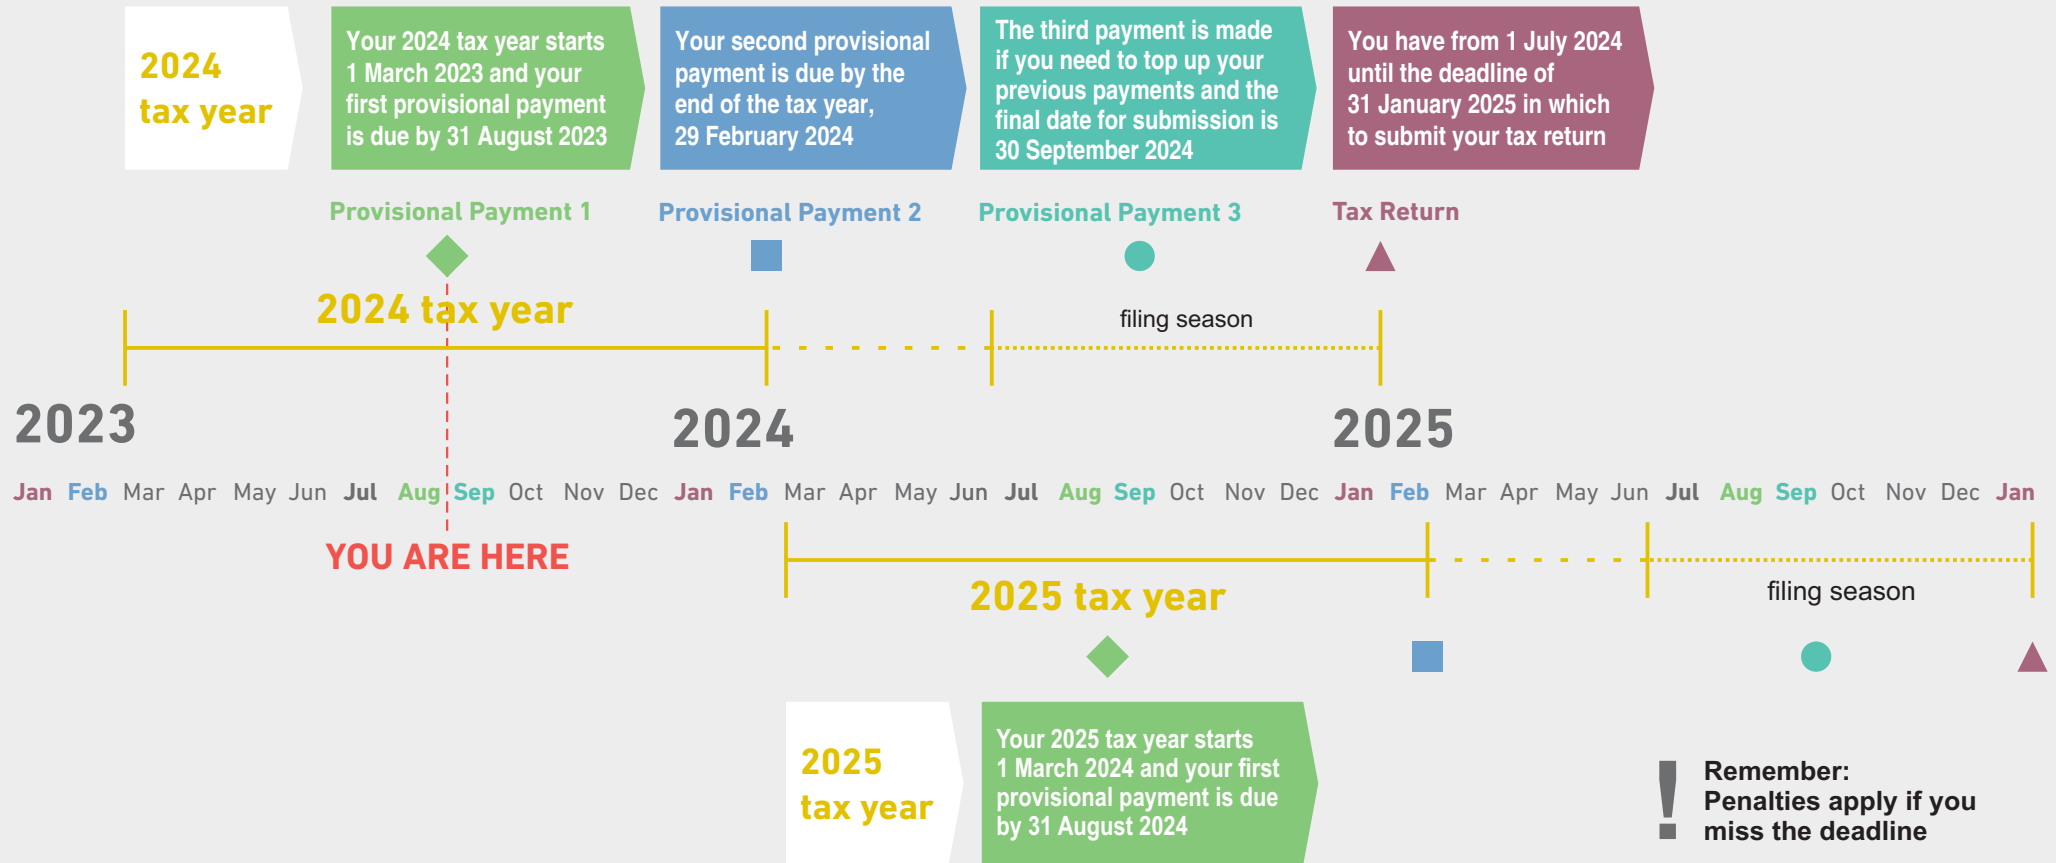 2024
tax year
Your 2024 tax year starts
1 March 2023 and your
first provisional payment
is due by 31 August 2023
Your second provisional
payment is due by the
end of the tax year,
29 February 2024
The third payment is made
if you need to top up your
previous payments and the
final date for submission is
30 September 2024
You have from 1 July 2024
until the deadline of
31 January 2025 in which
to submit your tax return
Provisional Payment 1
Provisional Payment 2
Provisional Payment 3
Tax Return
2024 tax year
filing season
2023
2024
2025
Jan Feb Mar Apr May Jun Jul Aug Sep Oct Nov Dec Jan Feb Mar Apr May Jun Jul Aug Sep Oct Nov Dec Jan Feb Mar Apr May Jun Jul Aug Sep Oct Nov Dec Jan
YOU ARE HERE
2025 tax year
filing season
2025
tax year
Your 2025 tax year starts
1 March 2024 and your first
provisional payment is due
by 31 August 2024
! Remember:
Penalties apply if you
miss the deadline